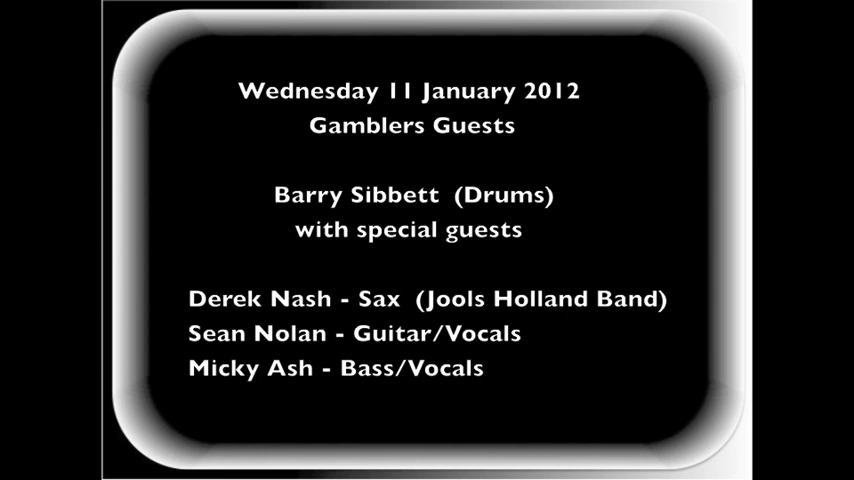 Wednesday 11 January 2012
Gamblers Guests
Barry Sibbett (Drums)
with special guests
Derek Nash - Sax (Jools Holland Band)
Sean Nolan - Guitar/Vocals
Micky Ash - Bass/Vocals